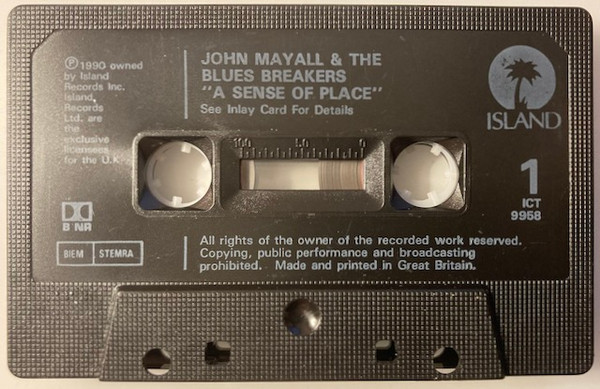 ℗1990 owned
by Island
Records Inc.
Island
Records
Ltd. are
the
exclusive
licensees
for the U.K
JOHN MAYALL & THE
BLUES BREAKERS
"A SENSE OF PLACE"
See Inlay Card For Details
ISLAND
100 50 0
1
ICT
9958
B NR
BIEM STEMRA
All rights of the owner of the recorded work reserved.
Copying, public performance and broadcasting
prohibited. Made and printed in Great Britain.